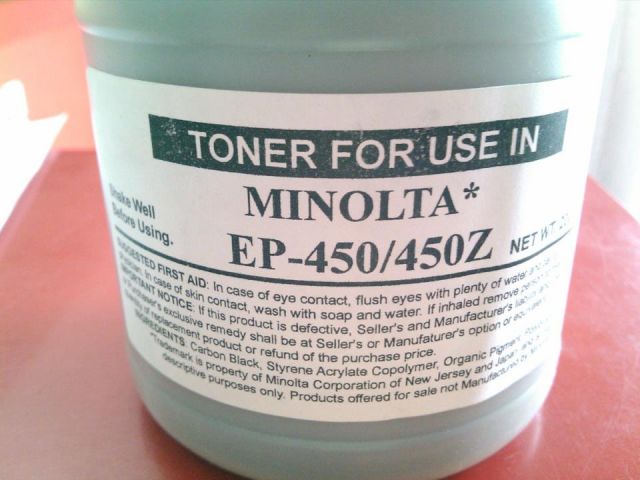 TONER FOR USE IN
MINOLTA*
Shake Well
Before Using.
EP-450/450Z
NET WT.
SUGGESTED FIRST AID: In case of eye contact, flush eyes with plenty of water and
In case of skin contact, wash with soap and water. If inhaled remove
IMPORTANT NOTICE: If this product is defective, Seller's and Manufacturer's
Purchaser's exclusive remedy shall be at Seller's or Manufaturer's option or
of replacement product or refund of the purchase price.
INGREDIENTS: Carbon Black, Styrene Acrylate Copolymer, Organic Pigment,
*Trademark is property of Minolta Corporation of New Jersey and Japan and
descriptive purposes only. Products offered for sale not Manufactured by